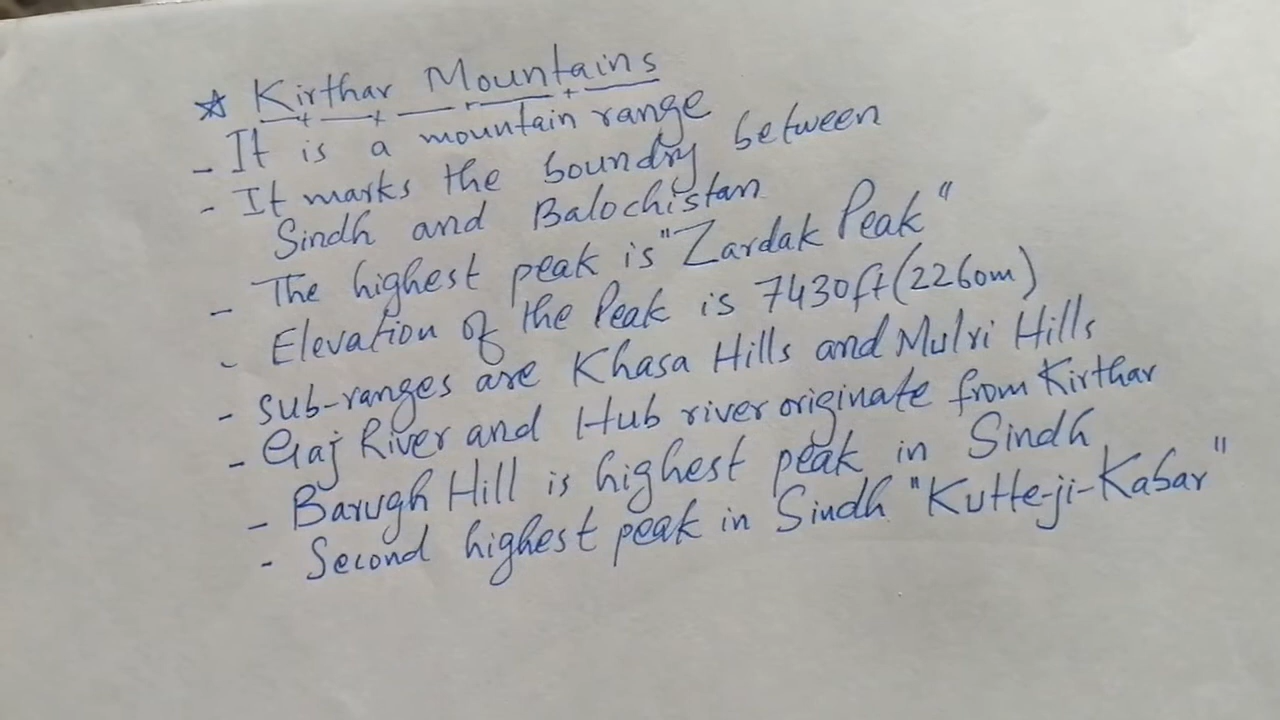 ☆ Kirthar Mountains
- It is a mountain range
- It marks the boundry between
Sindh and Balochistan
- The highest peak is "Zardak Peak"
- Elevation of the Peak is 7430ft (2260m)
- Sub-ranges are Khasa Hills and Mulri Hills
- Gaj River and Hub river originate from Kirthar
- Barugh Hill is highest peak in Sindh
- Second highest peak in Sindh "Kutte-ji-Kabar"